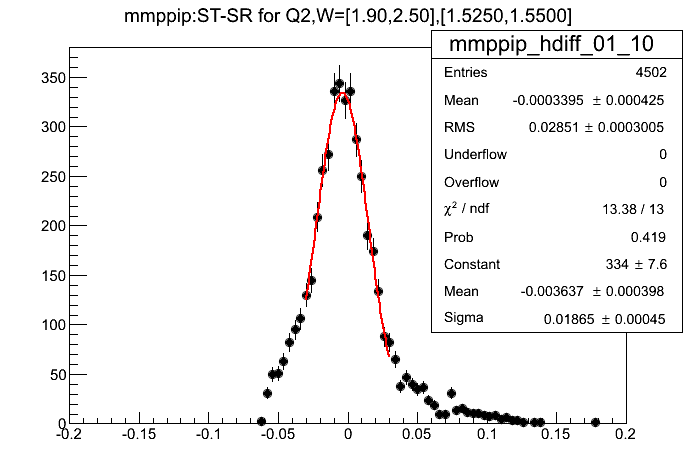 mmppip:ST-SR for Q2,W=[1.90,2.50],[1.5250,1.5500]
mmppip_hdiff_01_10
Entries 4502
Mean -0.0003395 ± 0.000425
RMS 0.02851 ± 0.0003005
Underflow 0
Overflow 0
χ² / ndf 13.38 / 13
Prob 0.419
Constant 334 ± 7.6
Mean -0.003637 ± 0.000398
Sigma 0.01865 ± 0.00045
350
300
250
200
150
100
50
0
-0.2 -0.15 -0.1 -0.05 0 0.05 0.1 0.15 0.2